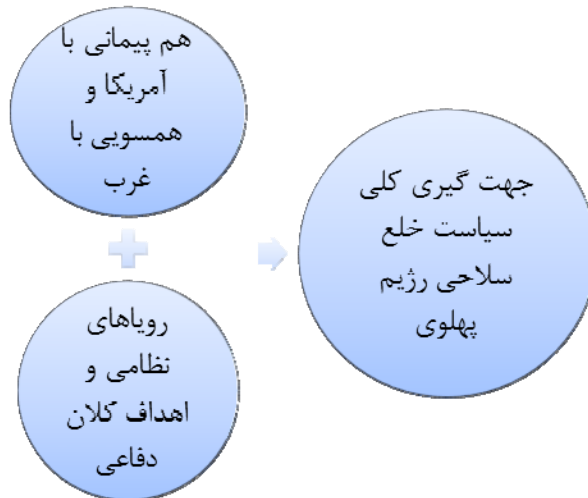 هم پیمانی با
آمریکا و
همسویی با
غرب
رویاهای
نظامی و
اهداف کلان
دفاعی
جهت گیری کلی
سیاست خلع
سلاحی رژیم
پهلوی